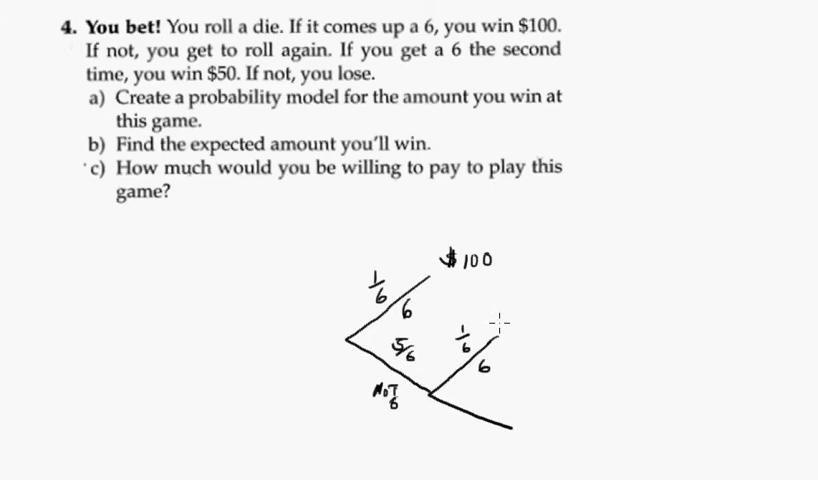 4. You bet! You roll a die. If it comes up a 6, you win $100.
If not, you get to roll again. If you get a 6 the second
time, you win $50. If not, you lose.
a) Create a probability model for the amount you win at
this game.
b) Find the expected amount you'll win.
c) How much would you be willing to pay to play this
game?
$100
1/6
6
5/6
1/6
6
NOT
6